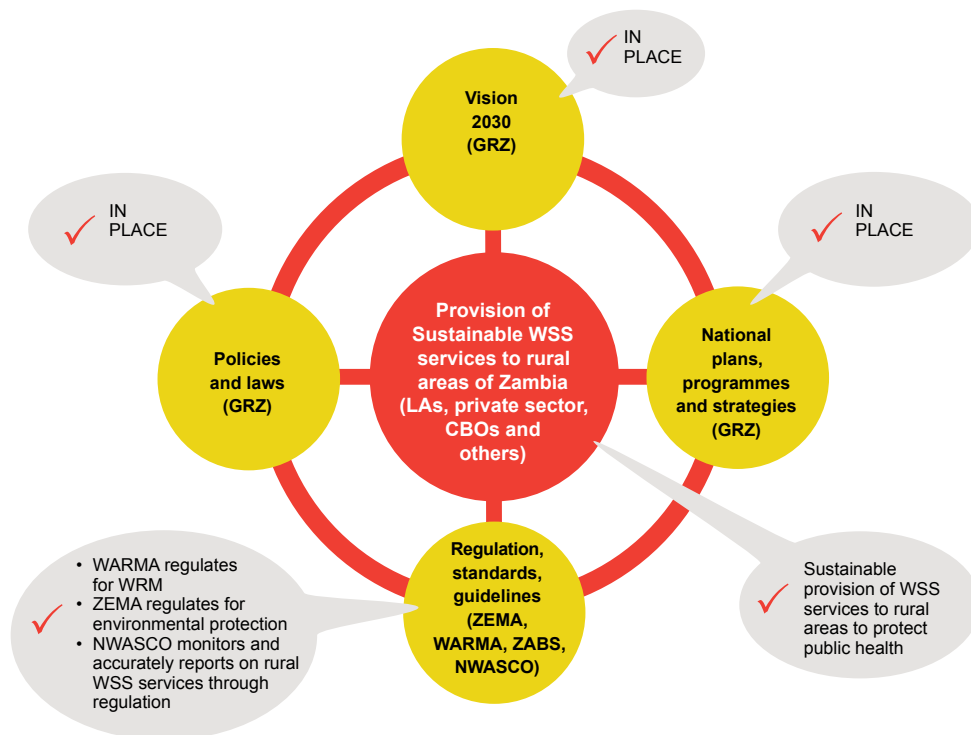 IN
PLACE
Vision
2030
(GRZ)
IN
PLACE
IN
PLACE
Policies
and laws
(GRZ)
Provision of
Sustainable WSS
services to rural
areas of Zambia
(LAs, private sector,
CBOs and
others)
National
plans,
programmes
and strategies
(GRZ)
• WARMA regulates
for WRM
• ZEMA regulates for
environmental protection
• NWASCO monitors and
accurately reports on rural
WSS services through
regulation
Regulation,
standards,
guidelines
(ZEMA,
WARMA, ZABS,
NWASCO)
Sustainable
provision of WSS
services to rural
areas to protect
public health